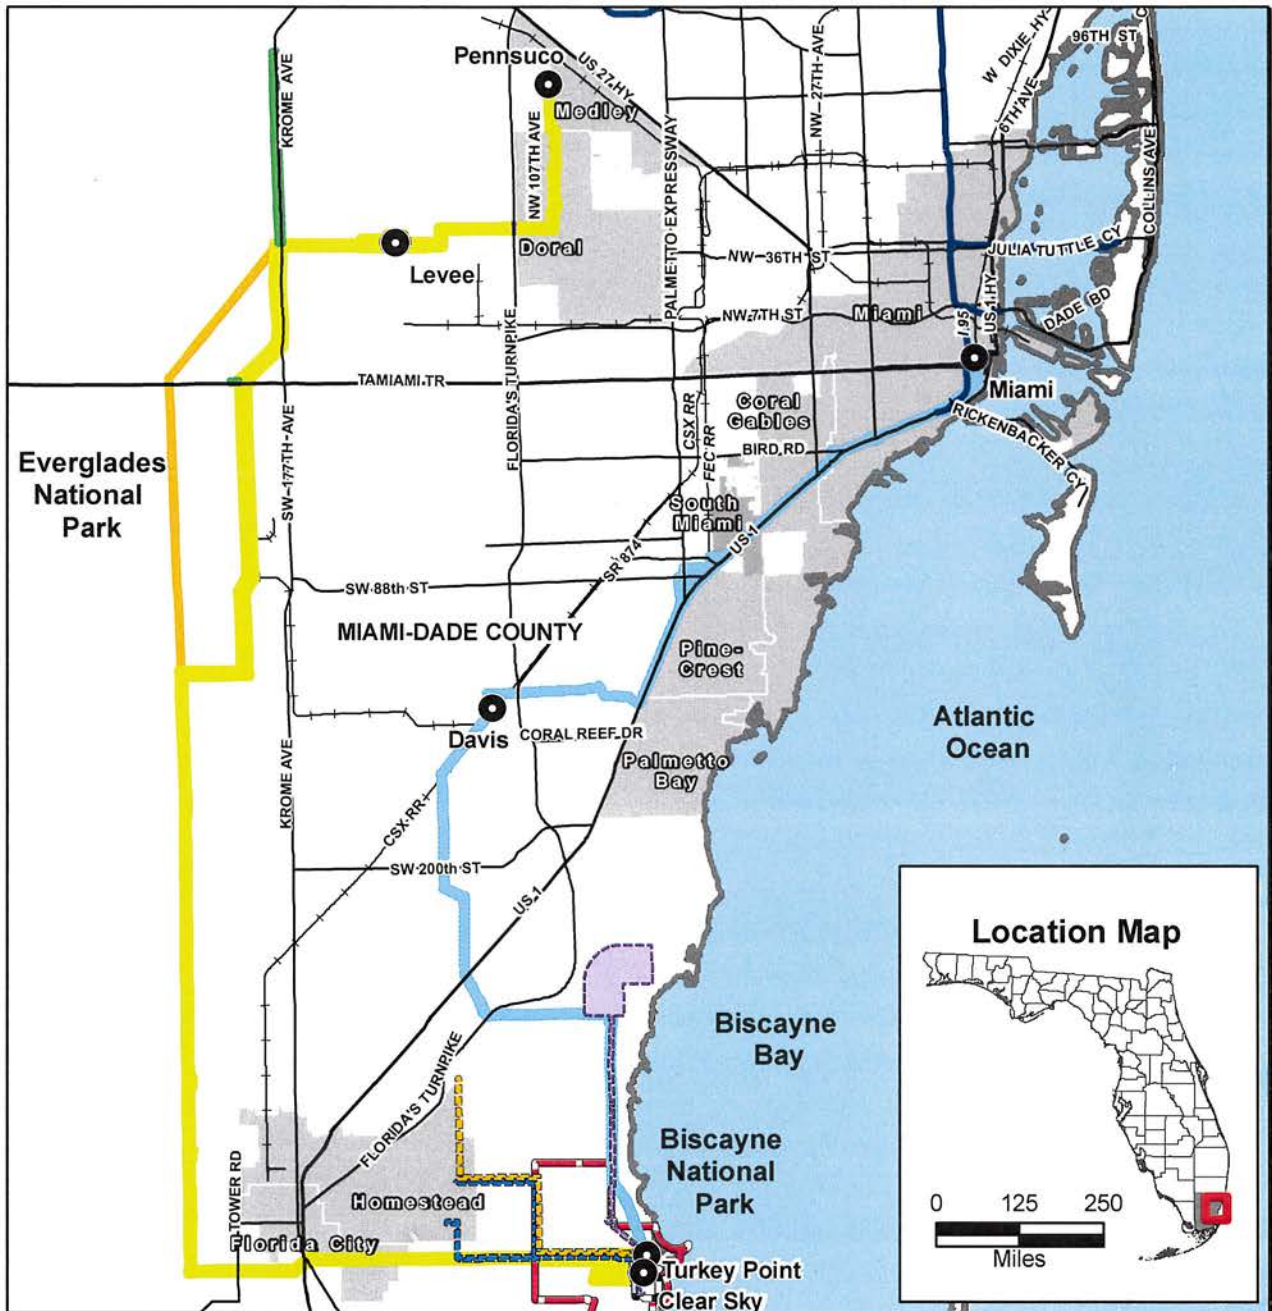 96TH ST
W DIXIE HY
6TH AVE
COLLINS AVE
KROME AVE
Pennsuco
US 27 HY
Medley
NW 107TH AVE
PALMETTO EXPRESSWAY
NW 27TH AVE
Doral
Levee
NW 36TH ST
JULIA TUTTLE CY
US 1 HY
DADE BD
NW 7TH ST
Miami
I 95
FLORIDA'S TURNPIKE
TAMIAMI TR
Miami
RICKENBACKER CY
Coral
Gables
CSX RR
FEC RR
BIRD RD
Everglades
National
Park
SW 177TH AVE
South
Miami
US 1
SR 874
SW 88th ST
MIAMI-DADE COUNTY
Pine-
Crest
Davis
CORAL REEF DR
Palmetto
Bay
Atlantic
Ocean
KROME AVE
CSX RR
SW 200th ST
US 1
Location Map
Biscayne
Bay
FLORIDA'S TURNPIKE
Biscayne
National
Park
0 125 250
Miles
TOWER RD
Homestead
Florida City
Turkey Point
Clear Sky